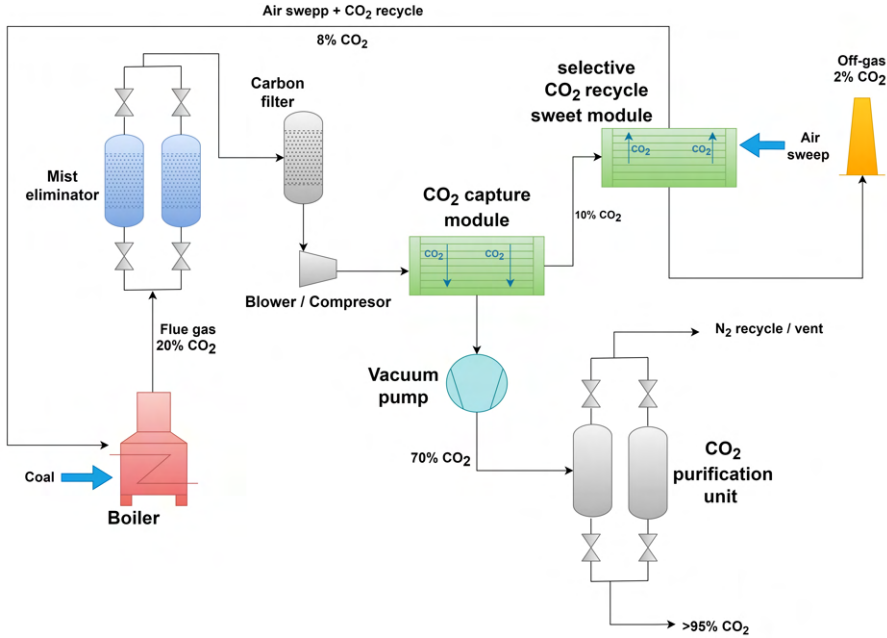 Air swepp + CO₂ recycle
8% CO₂
Off-gas
2% CO₂
selective
CO₂ recycle
sweet module
Carbon
filter
CO₂
CO₂
Air
sweep
Mist
eliminator
CO₂ capture
module
10% CO₂
CO₂
CO₂
Blower / Compresor
Flue gas
20% CO₂
N₂ recycle / vent
Vacuum
pump
70% CO₂
CO₂
purification
unit
Coal
Boiler
>95% CO₂